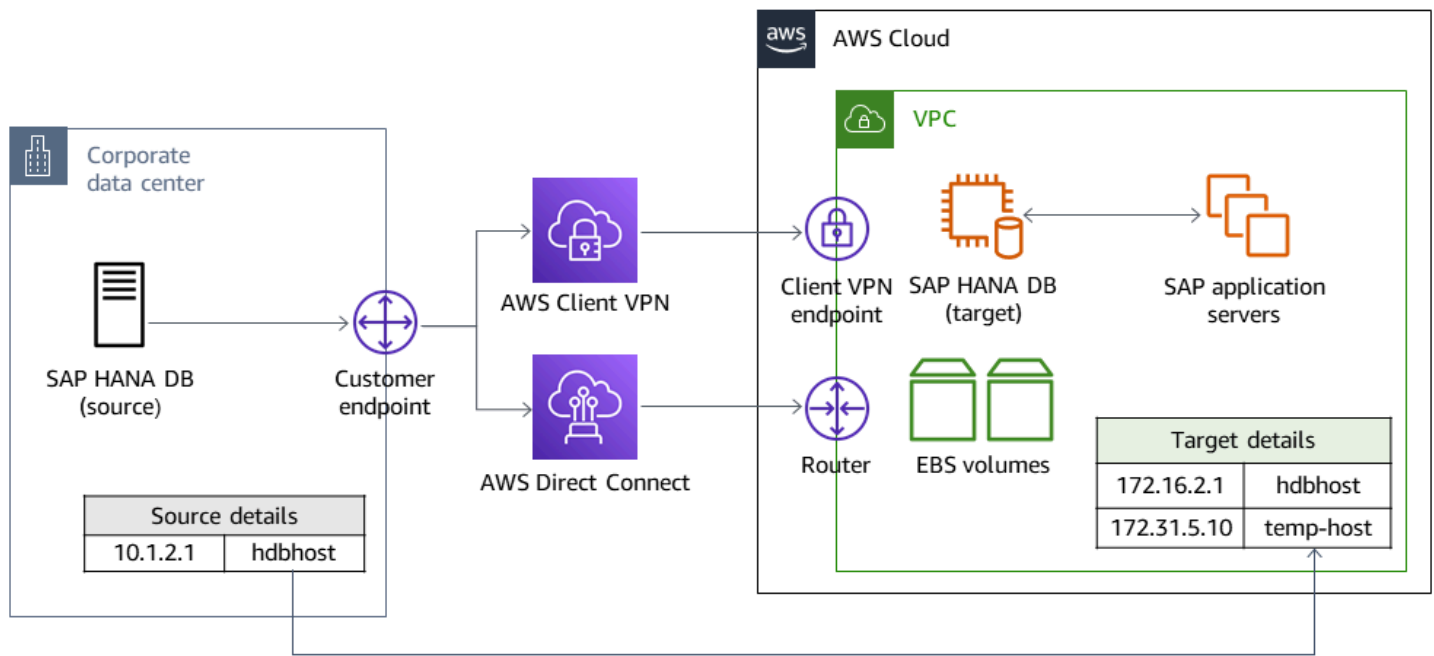 aws
AWS Cloud
VPC
Corporate
data center
SAP HANA DB
(source)
Customer
endpoint
AWS Client VPN
AWS Direct Connect
Client VPN
endpoint
SAP HANA DB
(target)
SAP application
servers
Router
EBS volumes
Source details
10.1.2.1 hdbhost
Target details
172.16.2.1 hdbhost
172.31.5.10 temp-host